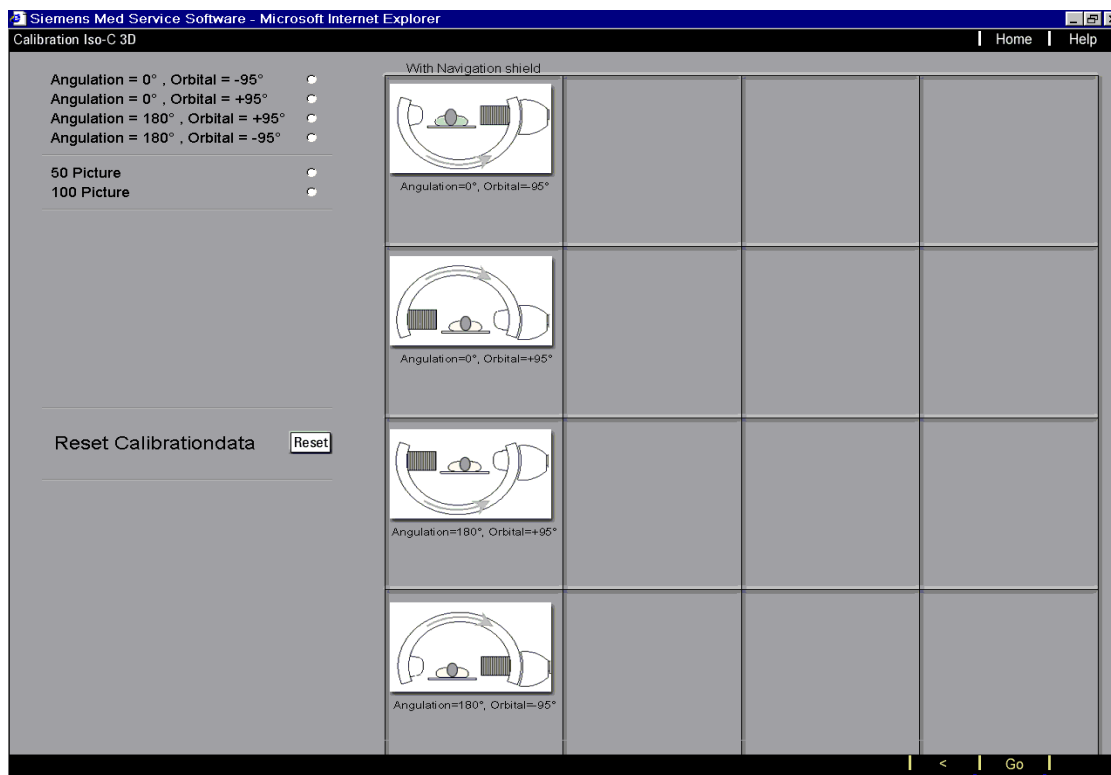 Siemens Med Service Software - Microsoft Internet Explorer
Calibration Iso-C 3D
Home
Help
Angulation = 0° , Orbital = -95°
Angulation = 0° , Orbital = +95°
Angulation = 180° , Orbital = +95°
Angulation = 180° , Orbital = -95°
50 Picture
100 Picture
Reset Calibrationdata
Reset
With Navigation shield
Angulation=0°, Orbital=-95°
Angulation=0°, Orbital=+95°
Angulation=180°, Orbital=+95°
Angulation=180°, Orbital=-95°
<
Go